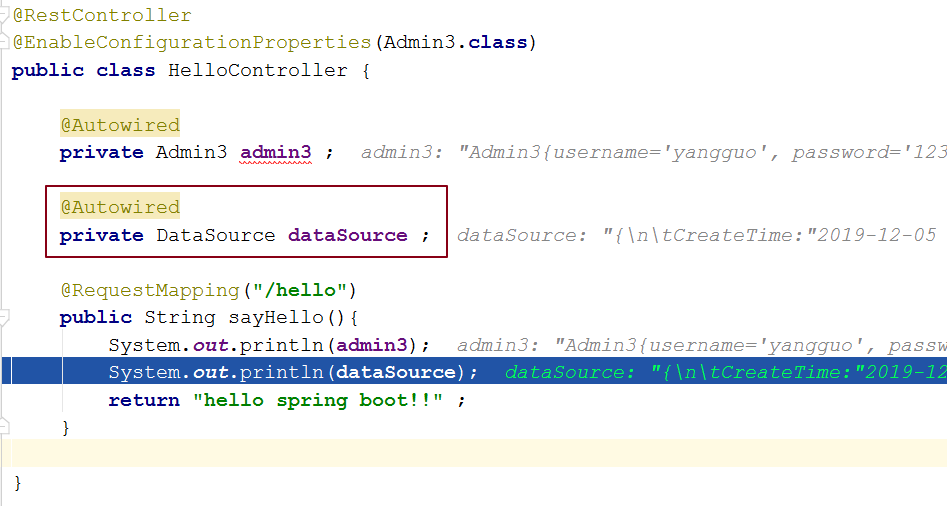 @RestController
@EnableConfigurationProperties(Admin3.class)
public class HelloController {
@Autowired
private Admin3 admin3 ; admin3: "Admin3{username='yangguo', password='123
@Autowired
private DataSource dataSource ; dataSource: "{\n\tCreateTime:"2019-12-05
@RequestMapping("/hello")
public String sayHello(){
System.out.println(admin3); admin3: "Admin3{username='yangguo', passw
System.out.println(dataSource); dataSource: "{\n\tCreateTime:"2019-12
return "hello spring boot!!" ;
}
}